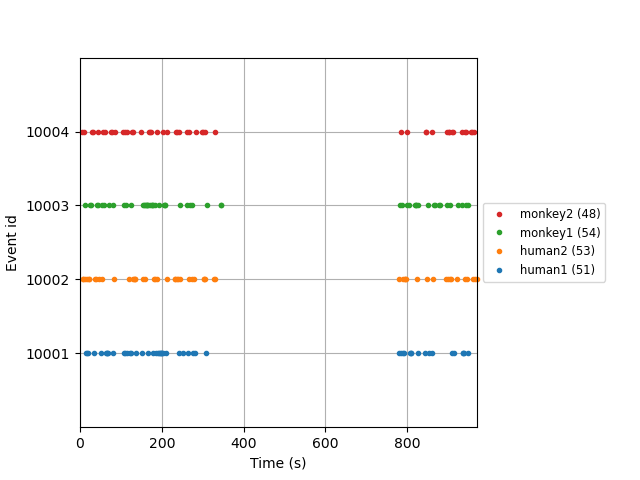 10004
10003
10002
10001
Event id
0
200
400
600
800
Time (s)
monkey2 (48)
monkey1 (54)
human2 (53)
human1 (51)